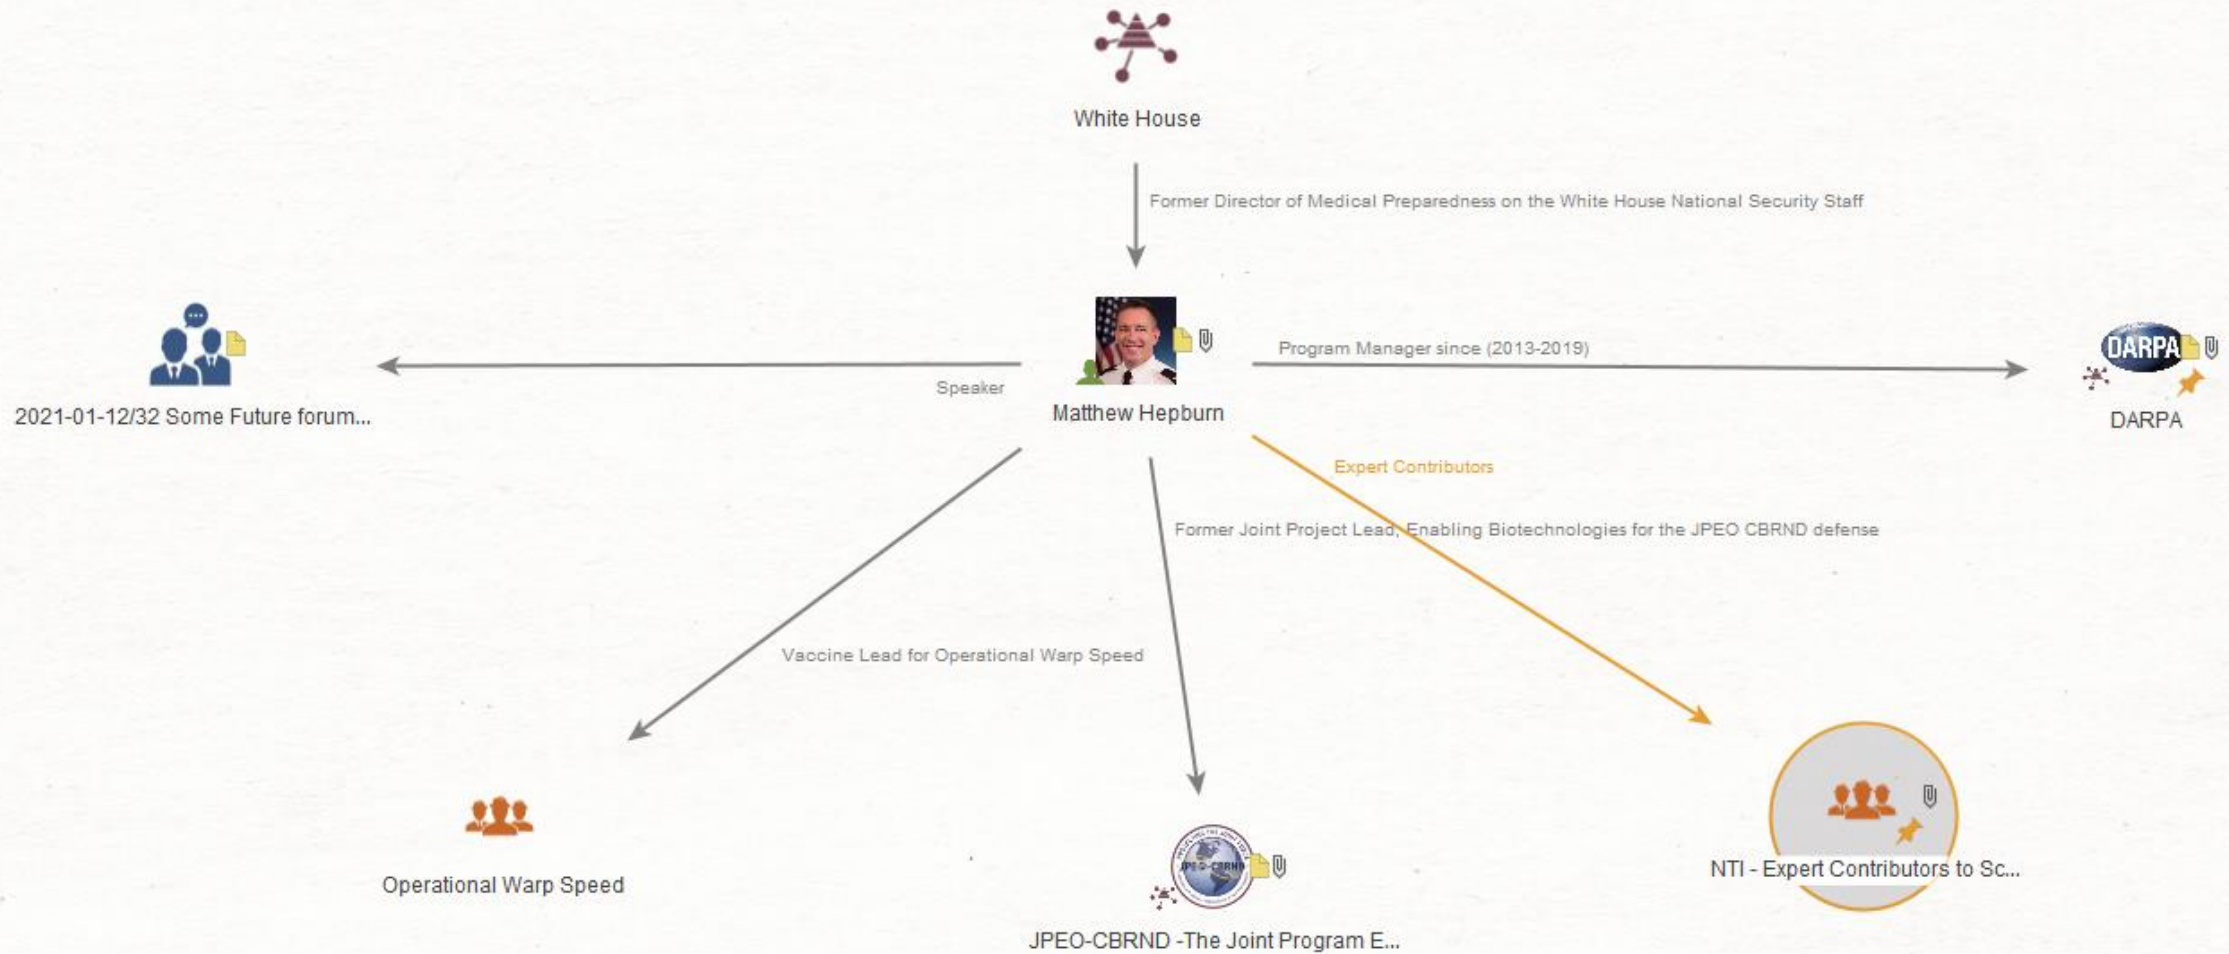 White House
Former Director of Medical Preparedness on the White House National Security Staff
Program Manager since (2013-2019)
DARPA
Speaker
2021-01-12/32 Some Future forum...
Matthew Hepburn
DARPA
Expert Contributors
Former Joint Project Lead, Enabling Biotechnologies for the JPEO CBRND defense
Vaccine Lead for Operational Warp Speed
JPEO-CBRND
NTI - Expert Contributors to Sc...
Operational Warp Speed
JPEO-CBRND -The Joint Program E...